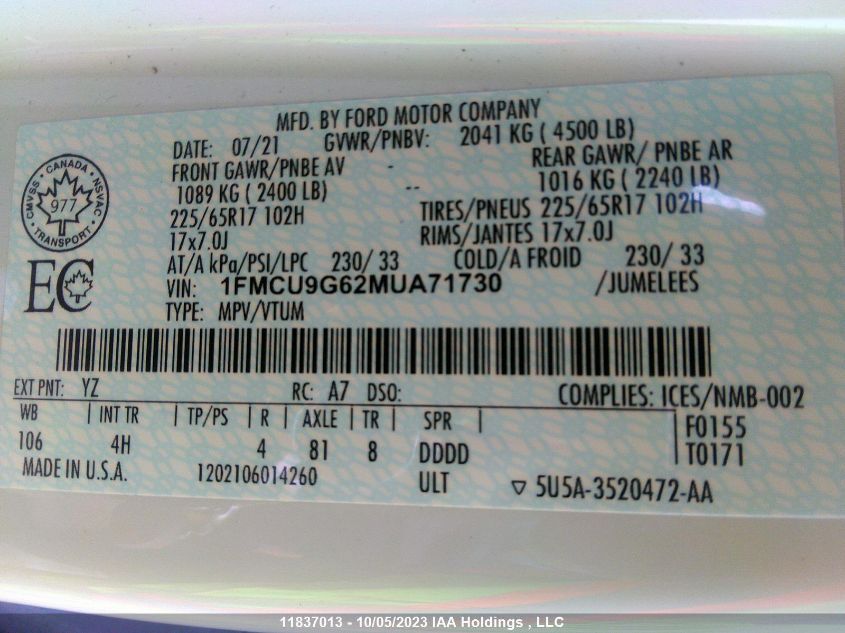 MFD. BY FORD MOTOR COMPANY
DATE: 07/21 GVWR/PNBV: 2041 KG ( 4500 LB)
FRONT GAWR/PNBE AV - REAR GAWR/ PNBE AR
1089 KG ( 2400 LB) -- 1016 KG ( 2240 LB)
225/65R17 102H TIRES/PNEUS 225/65R17 102H
17x7.0J RIMS/JANTES 17x7.0J
AT/A kPa/PSI/LPC 230/ 33 COLD/A FROID 230/ 33
VIN: 1FMCU9G62MUA71730 /JUMELEES
TYPE: MPV/VTUM
CANADA
CMVSS NSVAC
977
TRANSPORT
EC
EXT PNT: YZ RC: A7 DSO: COMPLIES: ICES/NMB-002
WB | INT TR | TP/PS | R | AXLE | TR | SPR | F0155
106 4H 4 81 8 DDDD T0171
MADE IN U.S.A. 1202106014260 ULT ▽ 5U5A-3520472-AA
11837013 - 10/05/2023 IAA Holdings , LLC